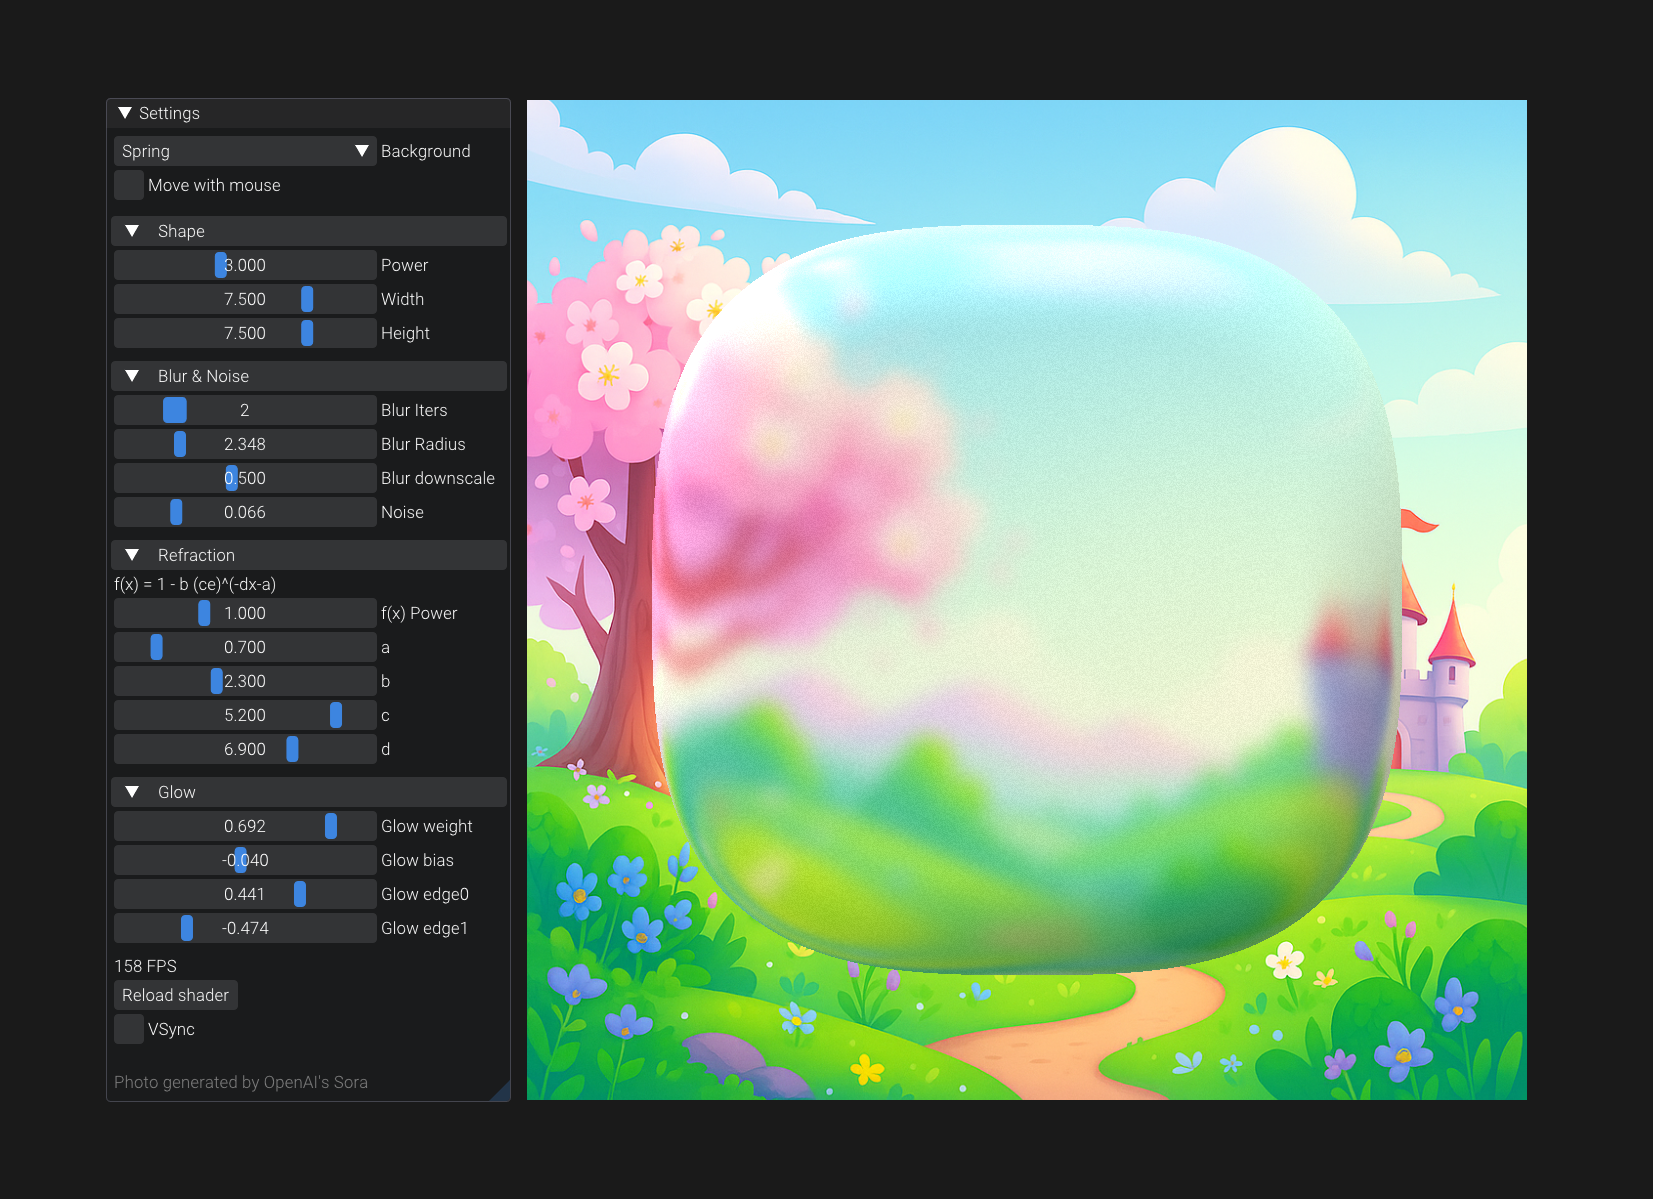 Settings
Spring Background
Move with mouse
Shape
3.000 Power
7.500 Width
7.500 Height
Blur & Noise
2 Blur Iters
2.348 Blur Radius
0.500 Blur downscale
0.066 Noise
Refraction
f(x) = 1 - b (ce)^(-dx-a)
1.000 f(x) Power
0.700 a
2.300 b
5.200 c
6.900 d
Glow
0.692 Glow weight
-0.040 Glow bias
0.441 Glow edge0
-0.474 Glow edge1
158 FPS
Reload shader
VSync
Photo generated by OpenAI's Sora